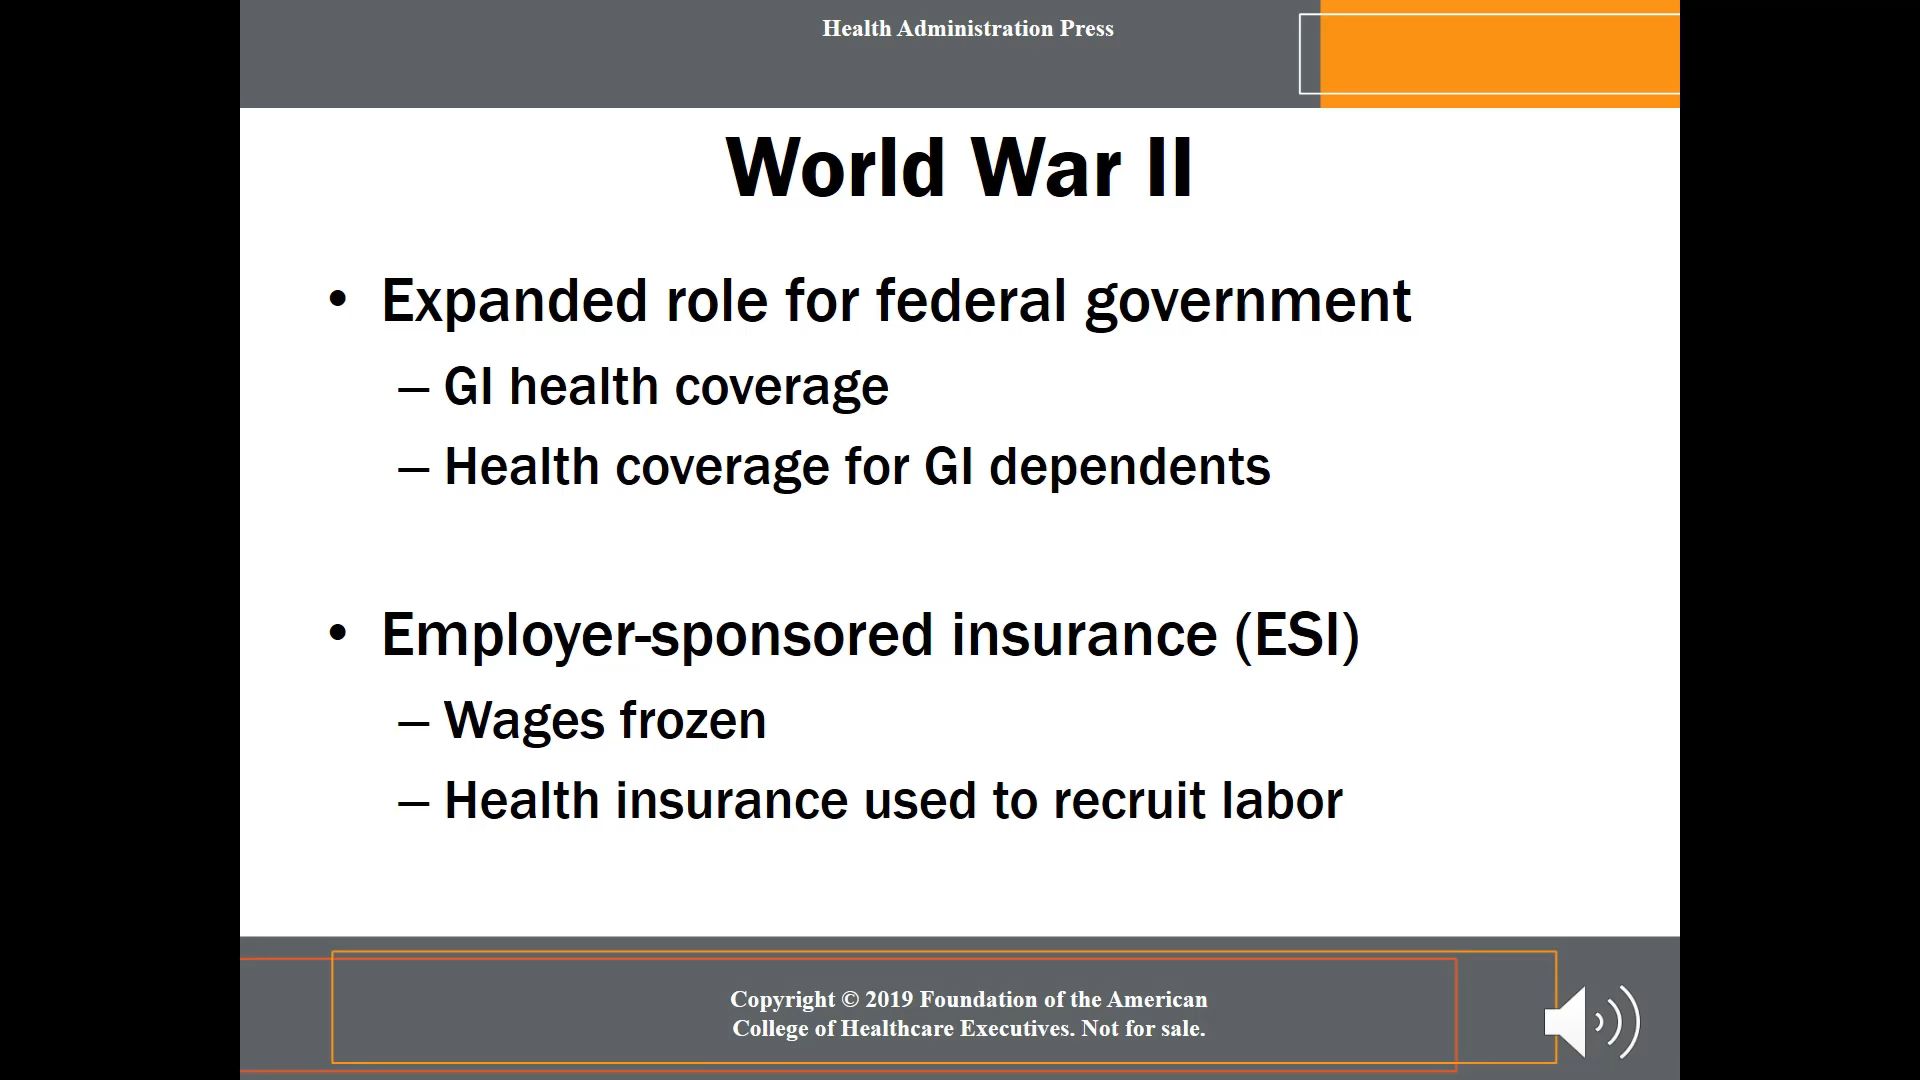 Health Administration Press
World War II
• Expanded role for federal government
– GI health coverage
– Health coverage for GI dependents
• Employer-sponsored insurance (ESI)
– Wages frozen
– Health insurance used to recruit labor
Copyright © 2019 Foundation of the American
College of Healthcare Executives. Not for sale.